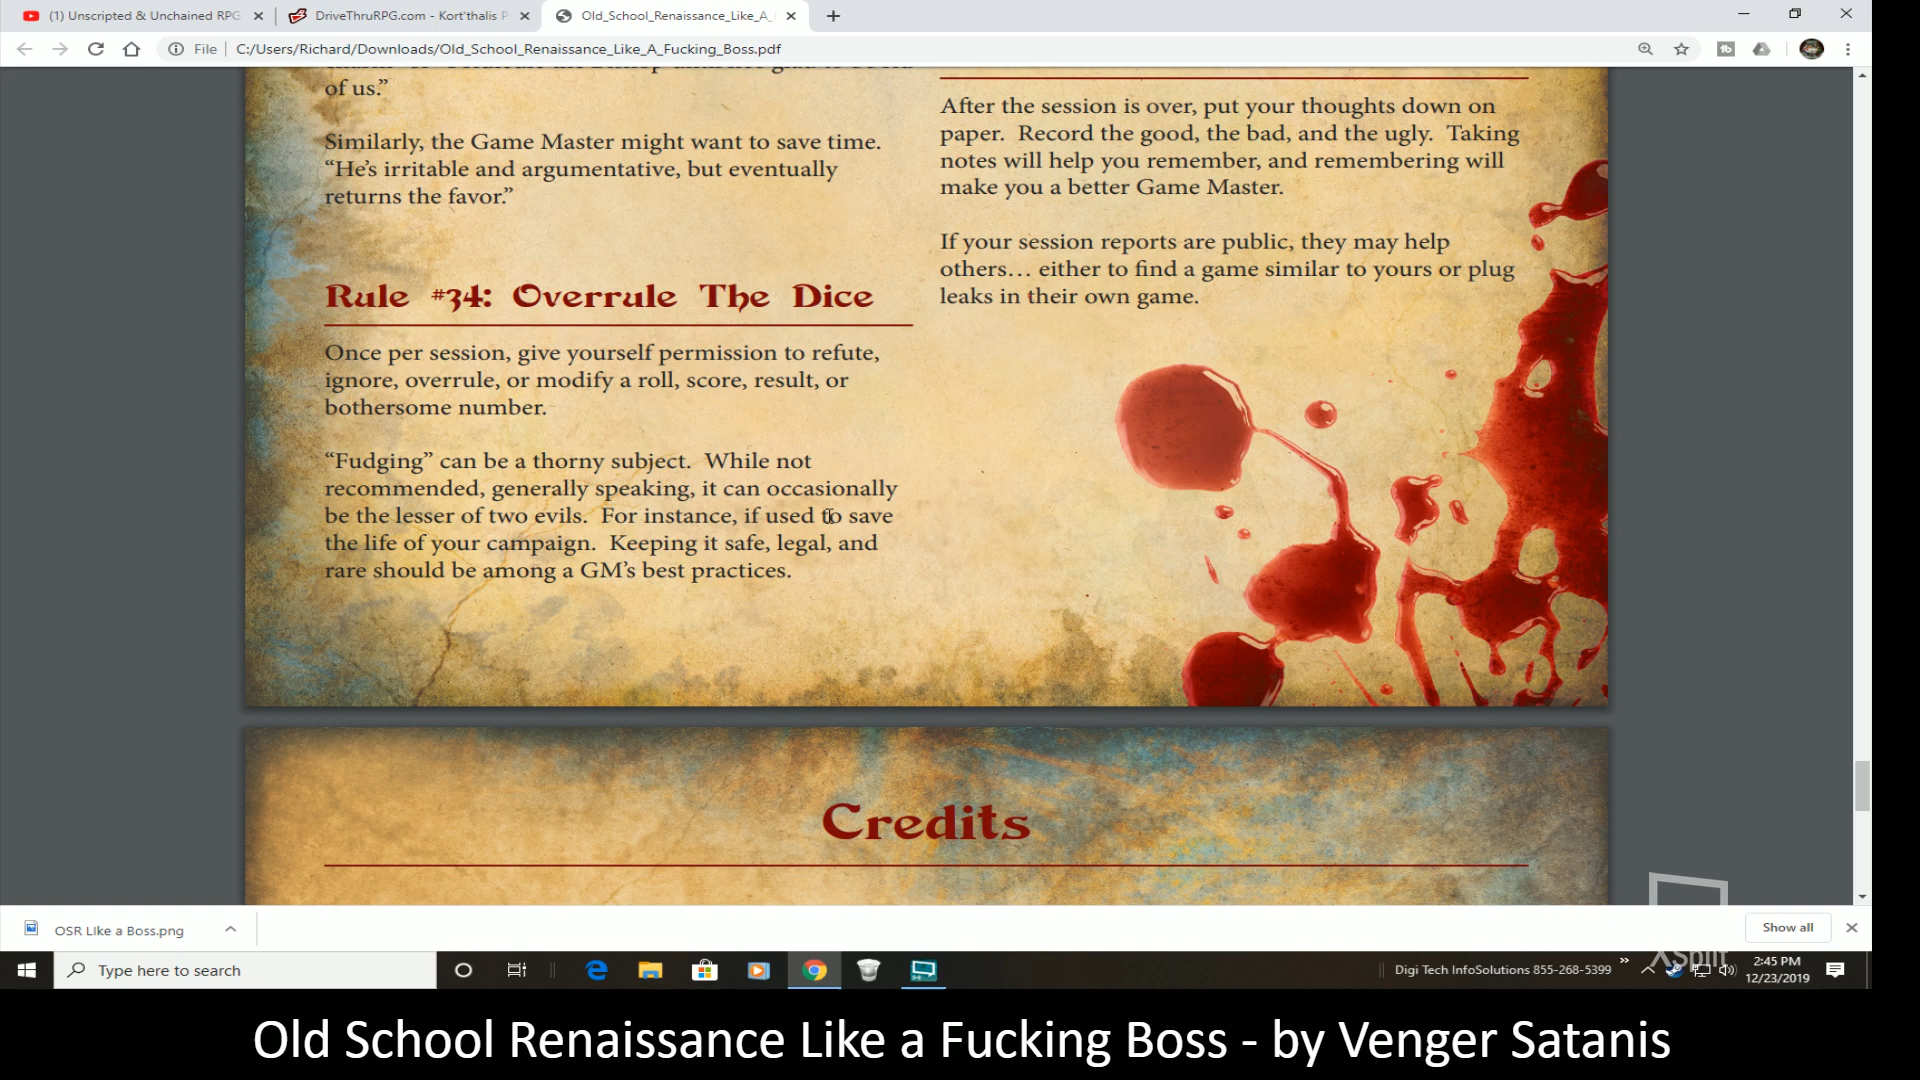 (1) Unscripted & Unchained RPG
DriveThruRPG.com - Kort'thalis P
Old_School_Renaissance_Like_A_
File
C:/Users/Richard/Downloads/Old_School_Renaissance_Like_A_Fucking_Boss.pdf
of us.”
Similarly, the Game Master might want to save time.
“He’s irritable and argumentative, but eventually
returns the favor.”
Rule #34: Overrule The Dice
Once per session, give yourself permission to refute,
ignore, overrule, or modify a roll, score, result, or
bothersome number.
“Fudging” can be a thorny subject. While not
recommended, generally speaking, it can occasionally
be the lesser of two evils. For instance, if used to save
the life of your campaign. Keeping it safe, legal, and
rare should be among a GM’s best practices.
After the session is over, put your thoughts down on
paper. Record the good, the bad, and the ugly. Taking
notes will help you remember, and remembering will
make you a better Game Master.
If your session reports are public, they may help
others… either to find a game similar to yours or plug
leaks in their own game.
Credits
OSR Like a Boss.png
Show all
Type here to search
Digi Tech InfoSolutions 855-268-5399
XSplit
2:45 PM
12/23/2019
Old School Renaissance Like a Fucking Boss - by Venger Satanis